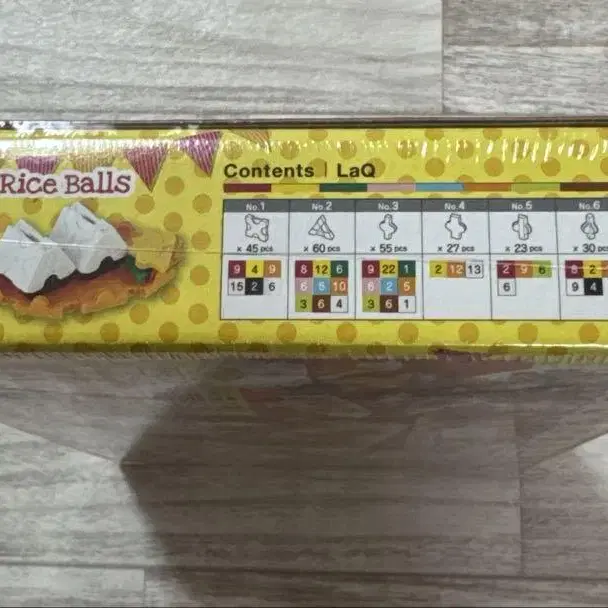 Rice Balls
Contents | LaQ
No.1 No.2 No.3 No.4 No.5 No.6
x 45 pcs x 60 pcs x 55 pcs x 27 pcs x 23 pcs x 30 pcs
9 4 9 8 12 6 9 22 1 2 12 13 2 9 6 8 2
15 2 6 6 5 10 6 2 5 6 9 4
3 6 4 3 6 1